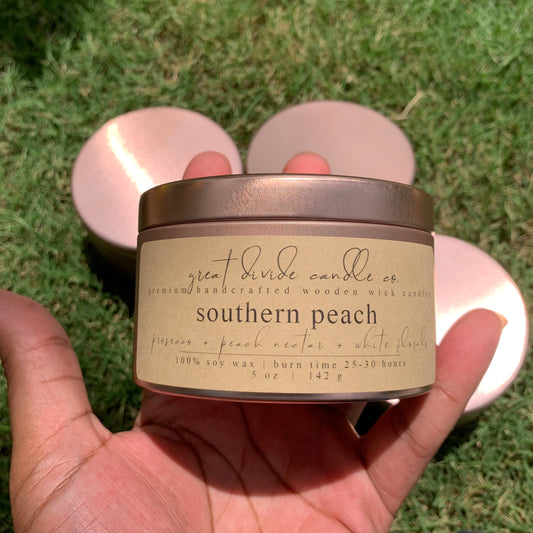 great divide candle co.
premium handcrafted wooden wick candles
southern peach
prosecco + peach nectar + white florals
100% soy wax | burn time 25-30 hours
5 oz | 142 g